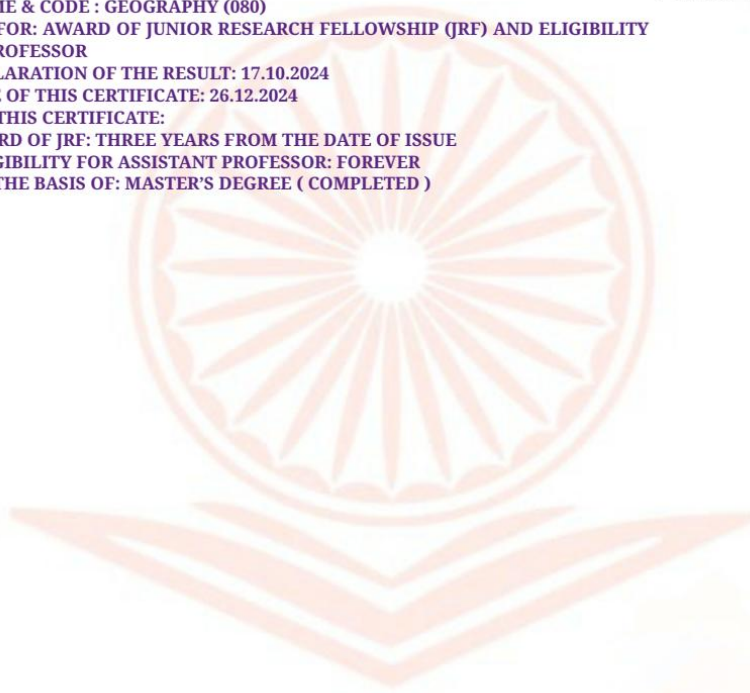 ME & CODE : GEOGRAPHY (080)
FOR: AWARD OF JUNIOR RESEARCH FELLOWSHIP (JRF) AND ELIGIBILITY
ROFESSOR
LARATION OF THE RESULT: 17.10.2024
E OF THIS CERTIFICATE: 26.12.2024
THIS CERTIFICATE:
RD OF JRF: THREE YEARS FROM THE DATE OF ISSUE
GIBILITY FOR ASSISTANT PROFESSOR: FOREVER
THE BASIS OF: MASTER’S DEGREE ( COMPLETED )